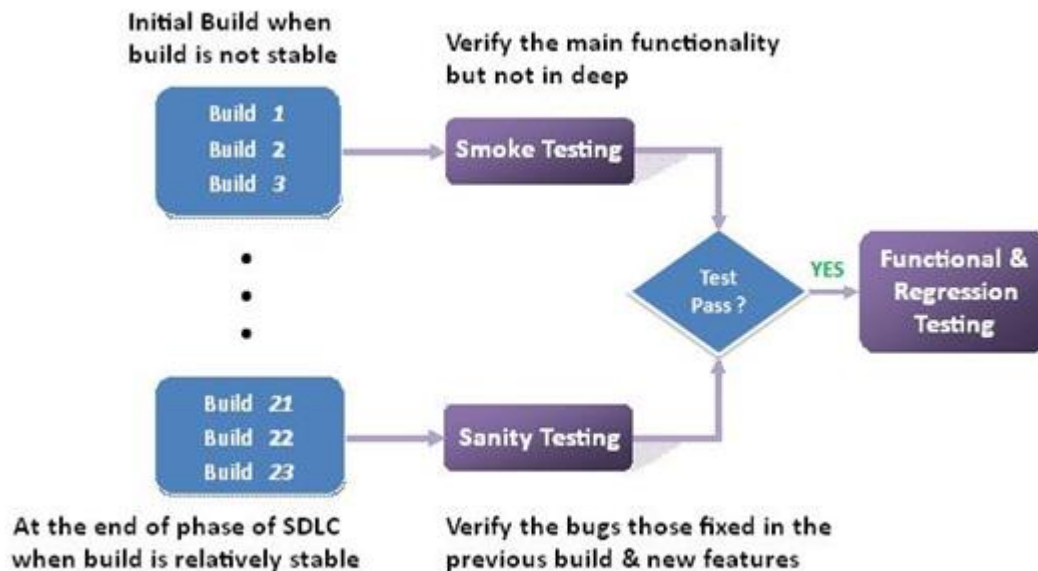 Initial Build when
build is not stable
Verify the main functionality
but not in deep
Build 1
Build 2
Build 3
Smoke Testing
Test
Pass ?
YES
Functional &
Regression
Testing
Build 21
Build 22
Build 23
Sanity Testing
At the end of phase of SDLC
when build is relatively stable
Verify the bugs those fixed in the
previous build & new features